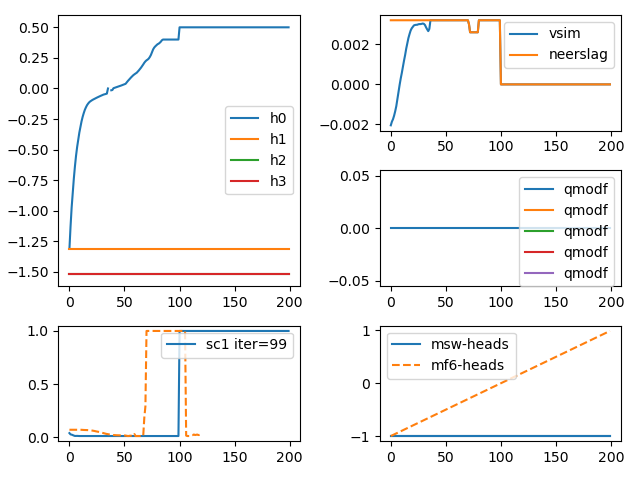 0.50
0.25
0.00
−0.25
−0.50
−0.75
−1.00
−1.25
−1.50
0 50 100 150 200
h0
h1
h2
h3
0.002
0.000
−0.002
0 50 100 150 200
vsim
neerslag
0.05
0.00
−0.05
0 50 100 150 200
qmodf
qmodf
qmodf
qmodf
qmodf
1.0
0.5
0.0
0 50 100 150 200
sc1 iter=99
1
0
−1
0 50 100 150 200
msw-heads
mf6-heads